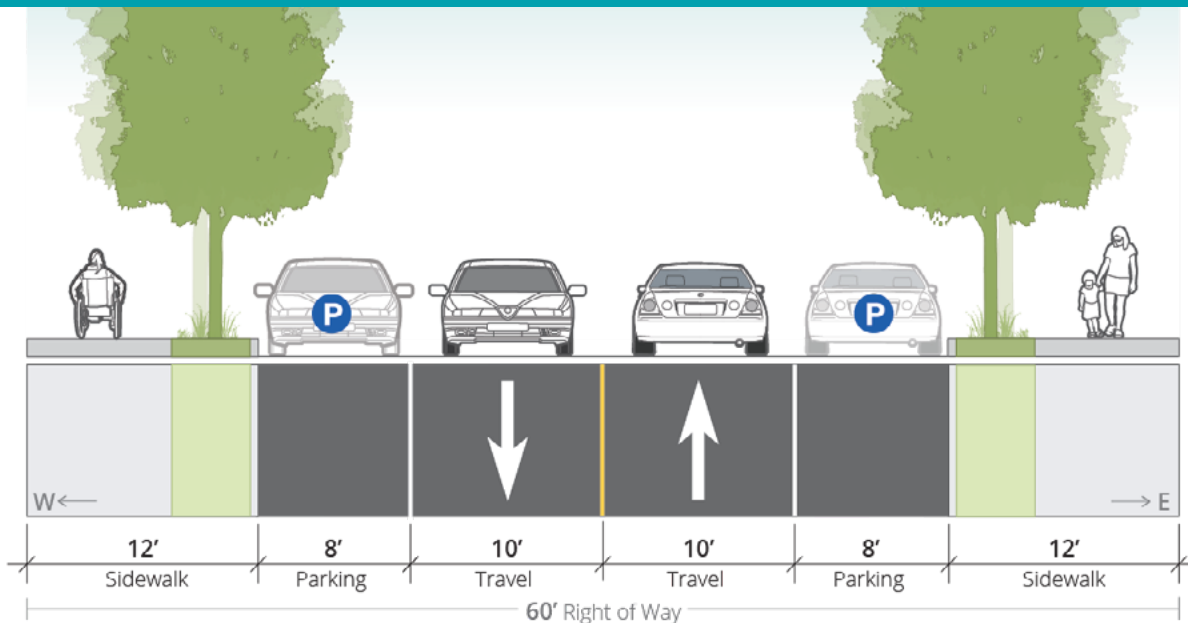 P
P
W
E
12’ 8’ 10’ 10’ 8’ 12’
Sidewalk Parking Travel Travel Parking Sidewalk
60’ Right of Way